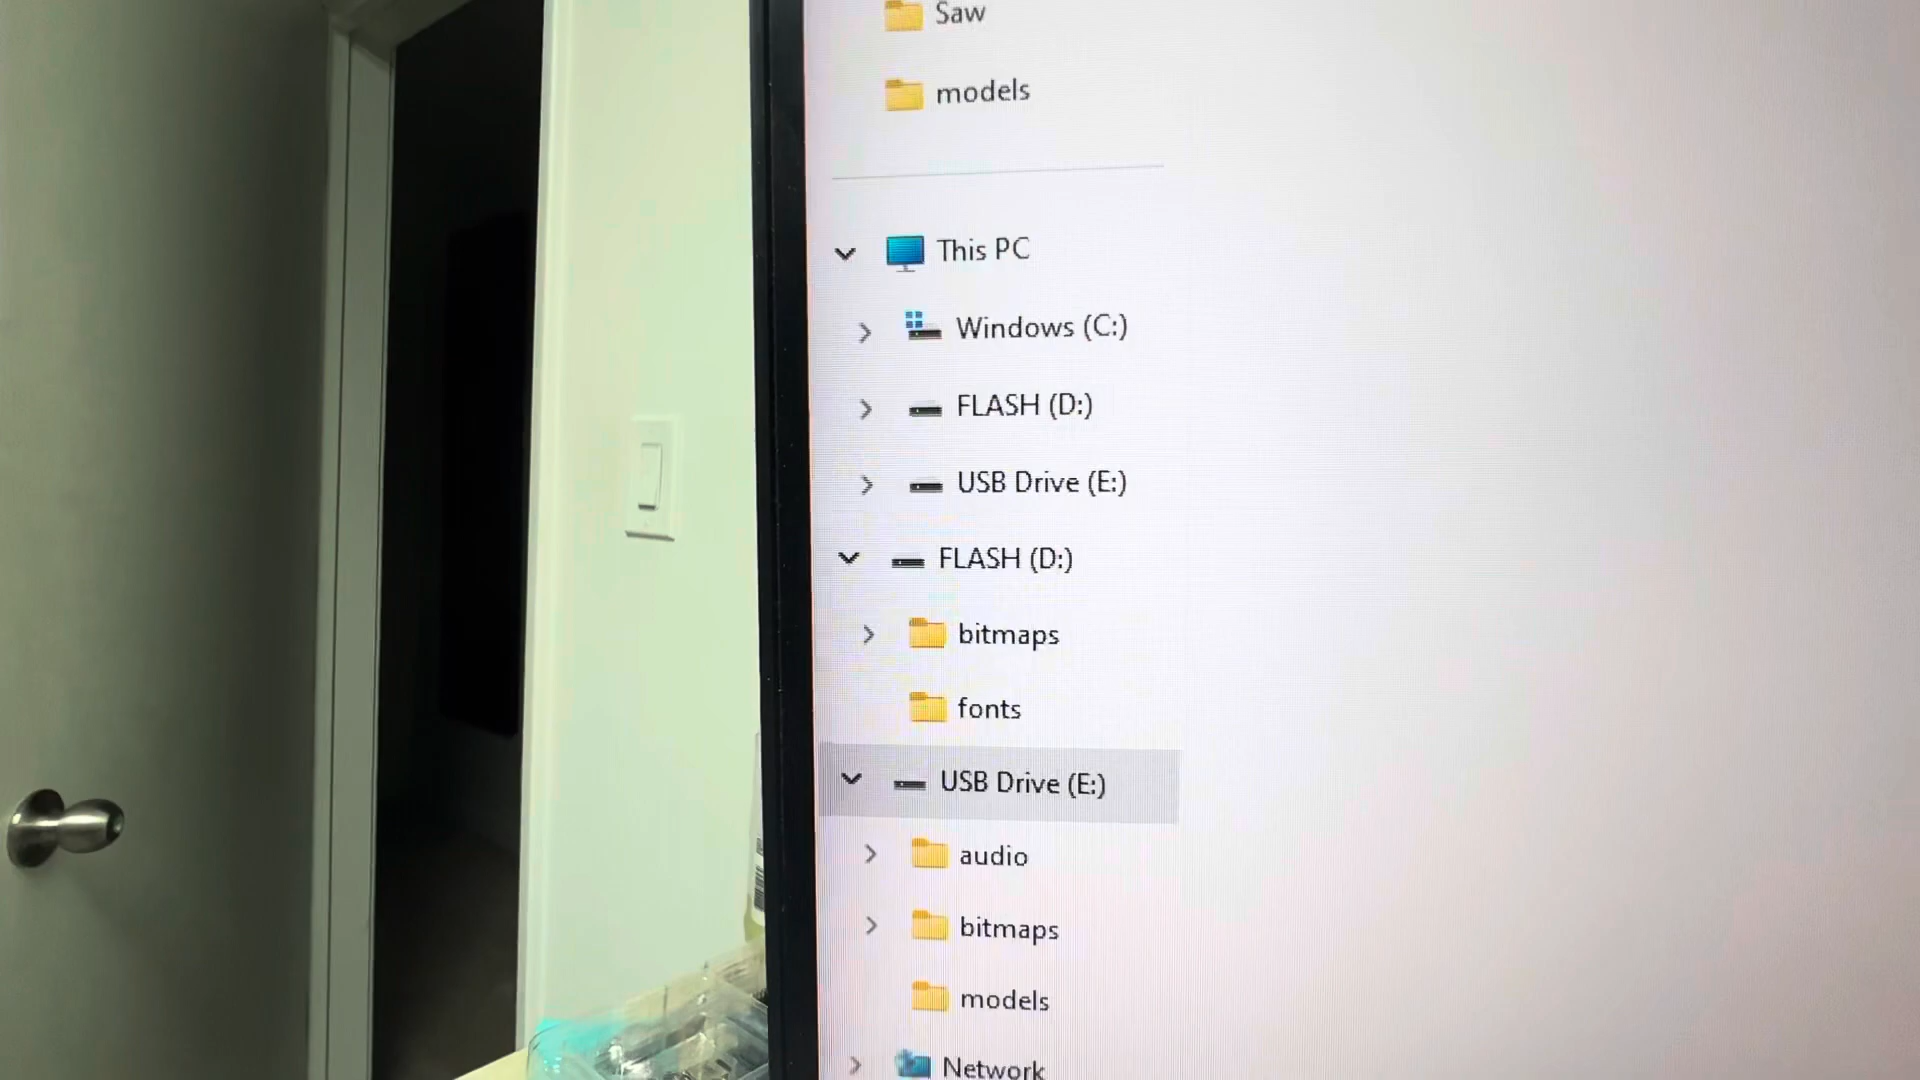 Saw
models
This PC
Windows (C:)
FLASH (D:)
USB Drive (E:)
FLASH (D:)
bitmaps
fonts
USB Drive (E:)
audio
bitmaps
models
Network